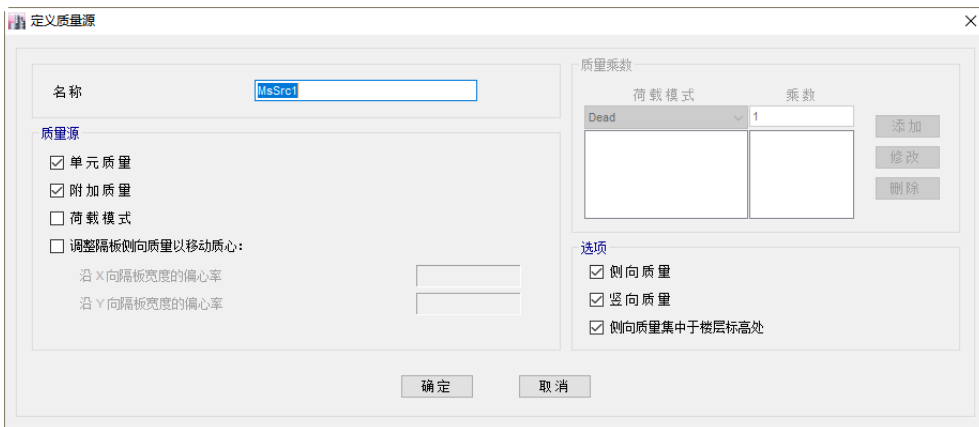 定义质量源
名称
MsSrc1
质量源
单元质量
附加质量
荷载模式
调整隔板侧向质量以移动质心:
沿X向隔板宽度的偏心率
沿Y向隔板宽度的偏心率
质量乘数
荷载模式 乘数
Dead 1
添加
修改
删除
选项
侧向质量
竖向质量
侧向质量集中于楼层标高处
确定 取消